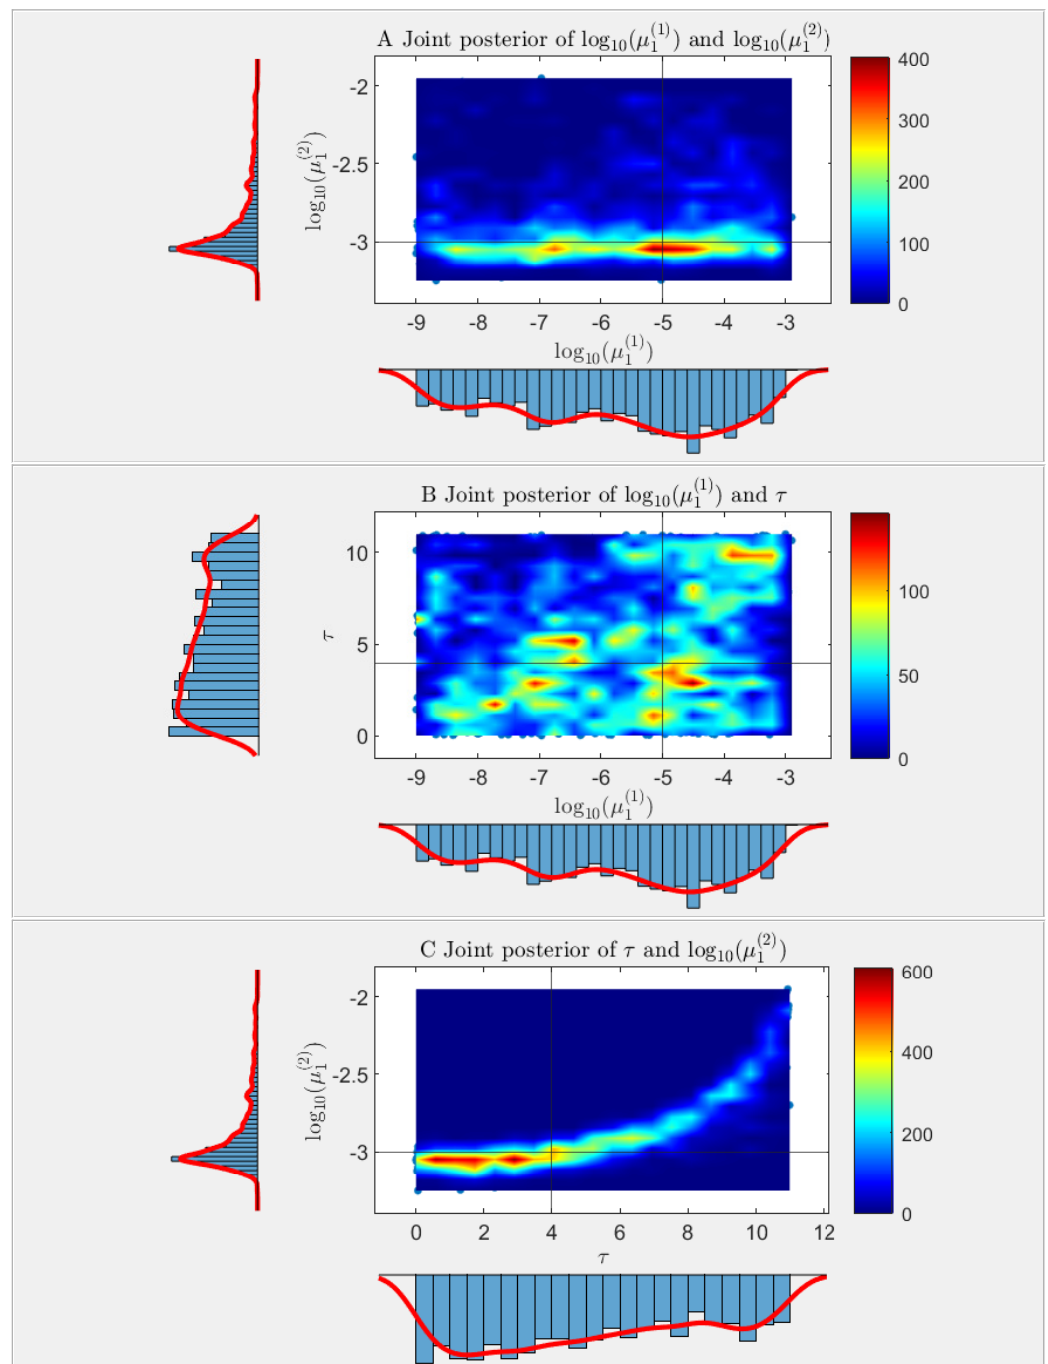 A Joint posterior of log₁₀(μ₁⁽¹⁾) and log₁₀(μ₁⁽²⁾)
400
300
200
100
0
-2
-2.5
-3
log₁₀(μ₁⁽²⁾)
-9 -8 -7 -6 -5 -4 -3
log₁₀(μ₁⁽¹⁾)
B Joint posterior of log₁₀(μ₁⁽¹⁾) and τ
100
50
0
10
5
0
τ
-9 -8 -7 -6 -5 -4 -3
log₁₀(μ₁⁽¹⁾)
C Joint posterior of τ and log₁₀(μ₁⁽²⁾)
600
400
200
0
-2
-2.5
-3
log₁₀(μ₁⁽²⁾)
0 2 4 6 8 10 12
τ